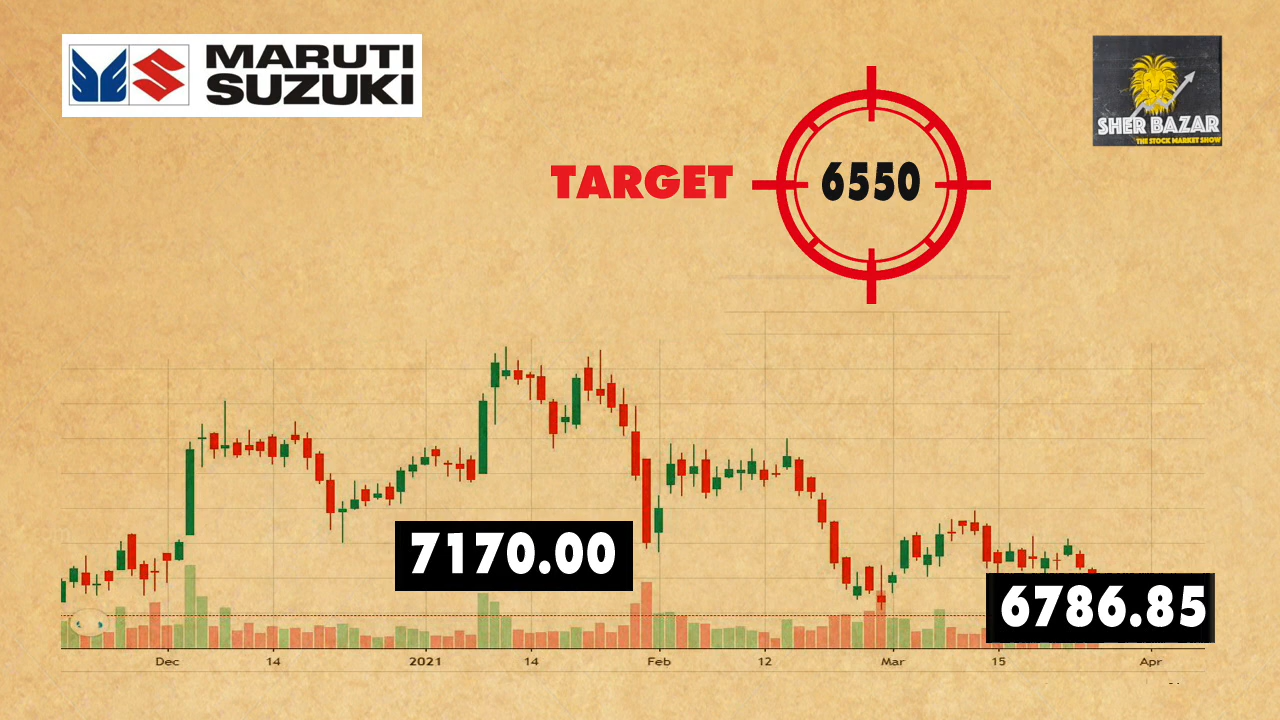 MARUTI
SUZUKI
SHER BAZAR
THE STOCK MARKET SHOW
TARGET
6550
7170.00
6786.85
Dec 14 2021 14 Feb 12 Mar 15 Apr